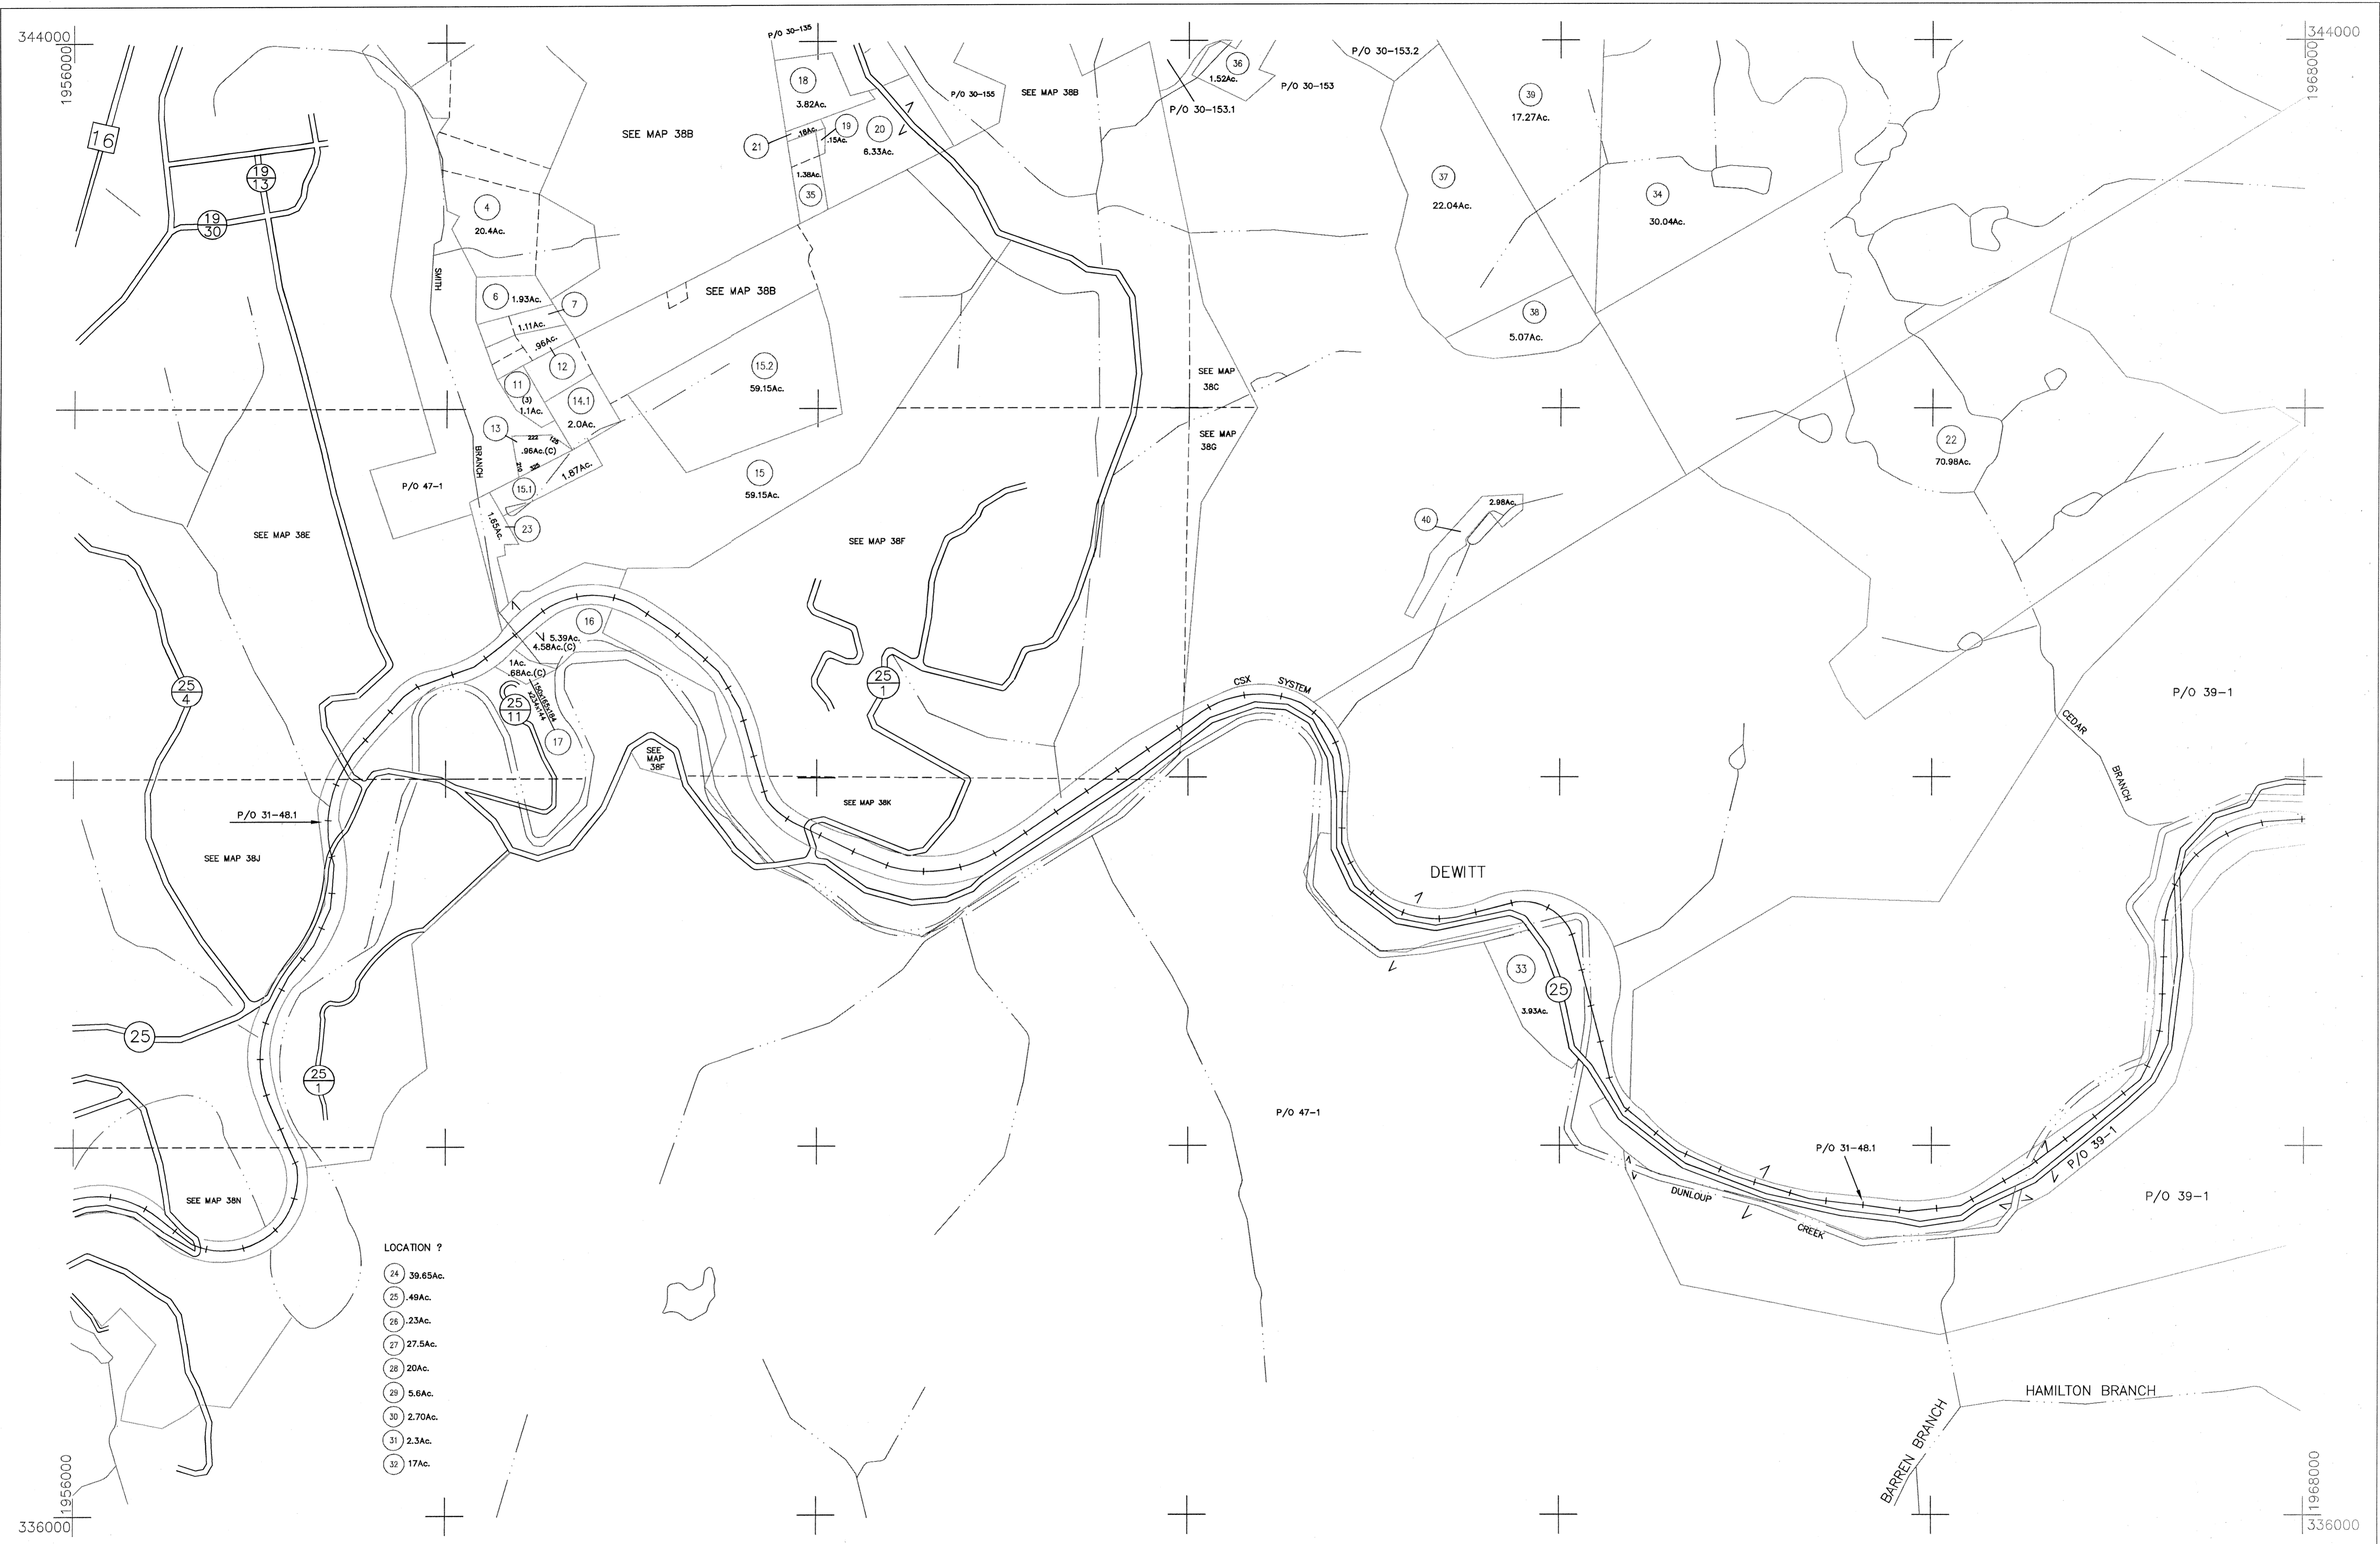 344000
1956000
P/O 30-135
P/O 30-153.2
344000
1968000
16
18
3.82Ac.
36
1.52Ac.
P/O 30-155
SEE MAP 38B
P/O 30-153
P/O 30-153.1
39
17.27Ac.
SEE MAP 38B
21
.18Ac.
19
.15Ac.
20
6.33Ac.
1.38Ac.
35
19
13
19
30
4
20.4Ac.
37
22.04Ac.
34
30.04Ac.
SMITH
6
1.93Ac.
7
1.11Ac.
.96Ac.
12
SEE MAP 38B
38
5.07Ac.
11
(3)
1.1Ac.
14.1
2.0Ac.
15.2
59.15Ac.
SEE MAP
38C
SEE MAP
38G
13
222
125
.96Ac.(C)
210
325
1.87Ac.
BRANCH
P/O 47-1
15.1
1.65Ac.
23
15
59.15Ac.
22
70.98Ac.
40
2.98Ac.
SEE MAP 38E
SEE MAP 38F
16
5.39Ac.
4.58Ac.(C)
1Ac.
.68Ac.(C)
150x165x184
x234x144
25
11
17
25
4
25
1
CSX SYSTEM
P/O 39-1
CEDAR
BRANCH
SEE
MAP
38F
SEE MAP 38K
P/O 31-48.1
SEE MAP 38J
DEWITT
33
3.93Ac.
25
25
25
1
P/O 47-1
P/O 31-48.1
P/O 39-1
P/O 39-1
SEE MAP 38N
DUNLOUP
CREEK
LOCATION ?
24 39.65Ac.
25 .49Ac.
26 .23Ac.
27 27.5Ac.
28 20Ac.
29 5.6Ac.
30 2.70Ac.
31 2.3Ac.
32 17Ac.
HAMILTON BRANCH
BARREN BRANCH
1956000
336000
1968000
336000